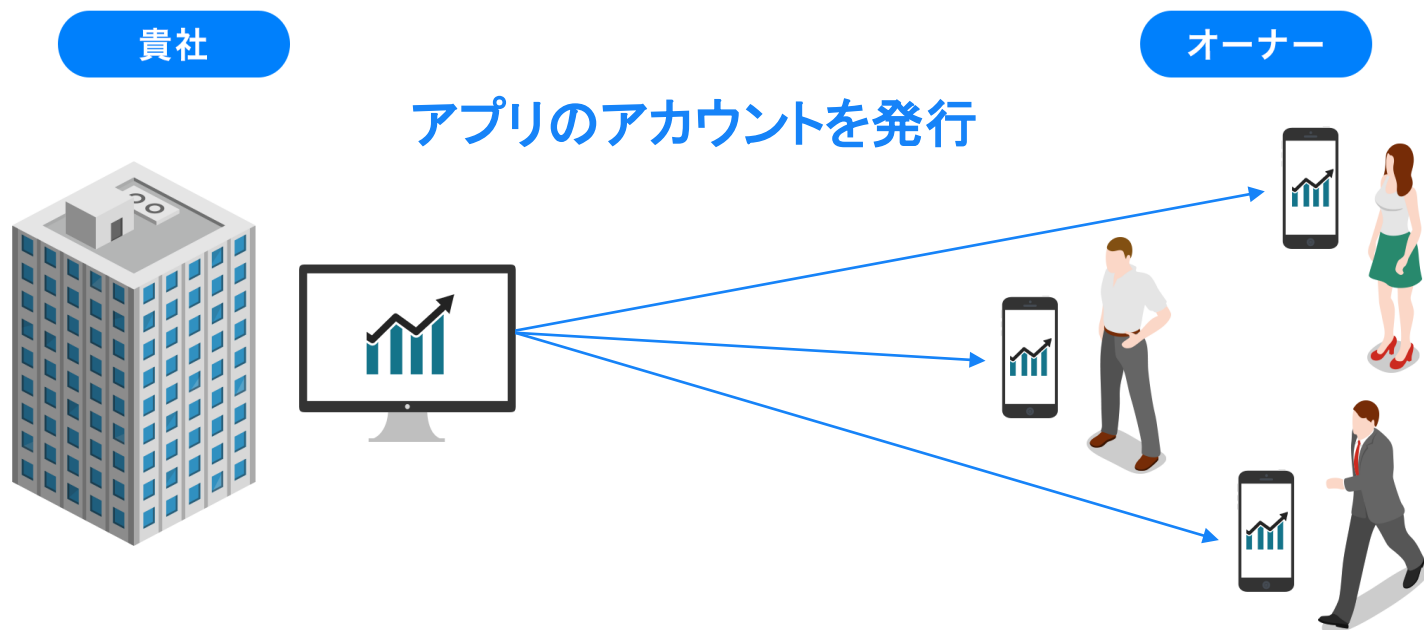 貴社
オーナー
アプリのアカウントを発行